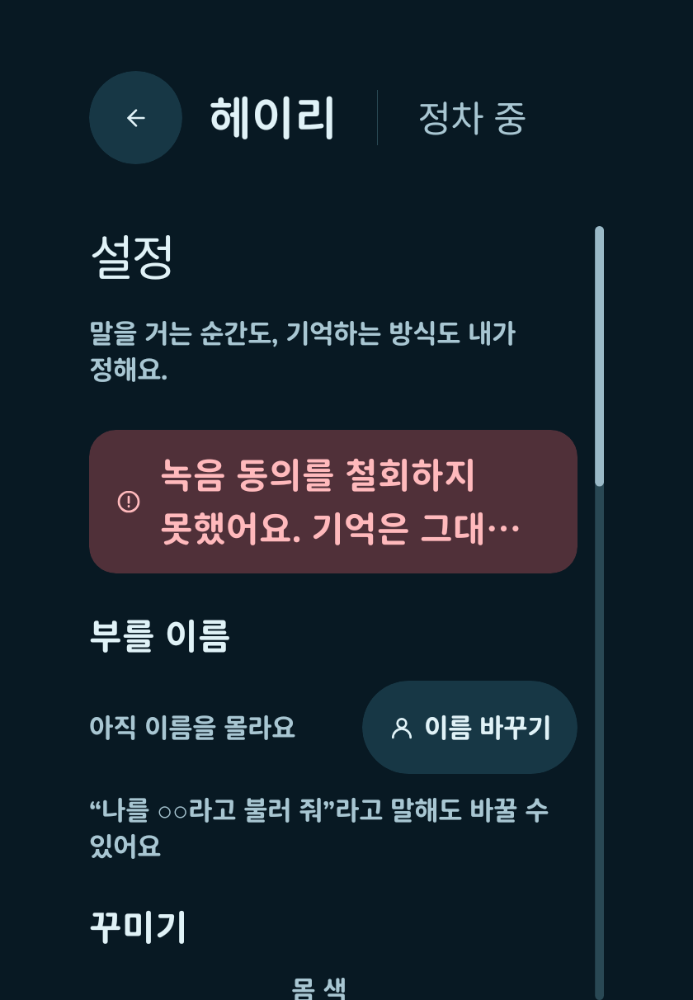 헤이리
정차 중
설정
말을 거는 순간도, 기억하는 방식도 내가
정해요.
녹음 동의를 철회하지
못했어요. 기억은 그대…
부를 이름
아직 이름을 몰라요
이름 바꾸기
“나를 ○○라고 불러 줘”라고 말해도 바꿀 수
있어요
꾸미기
몸 색